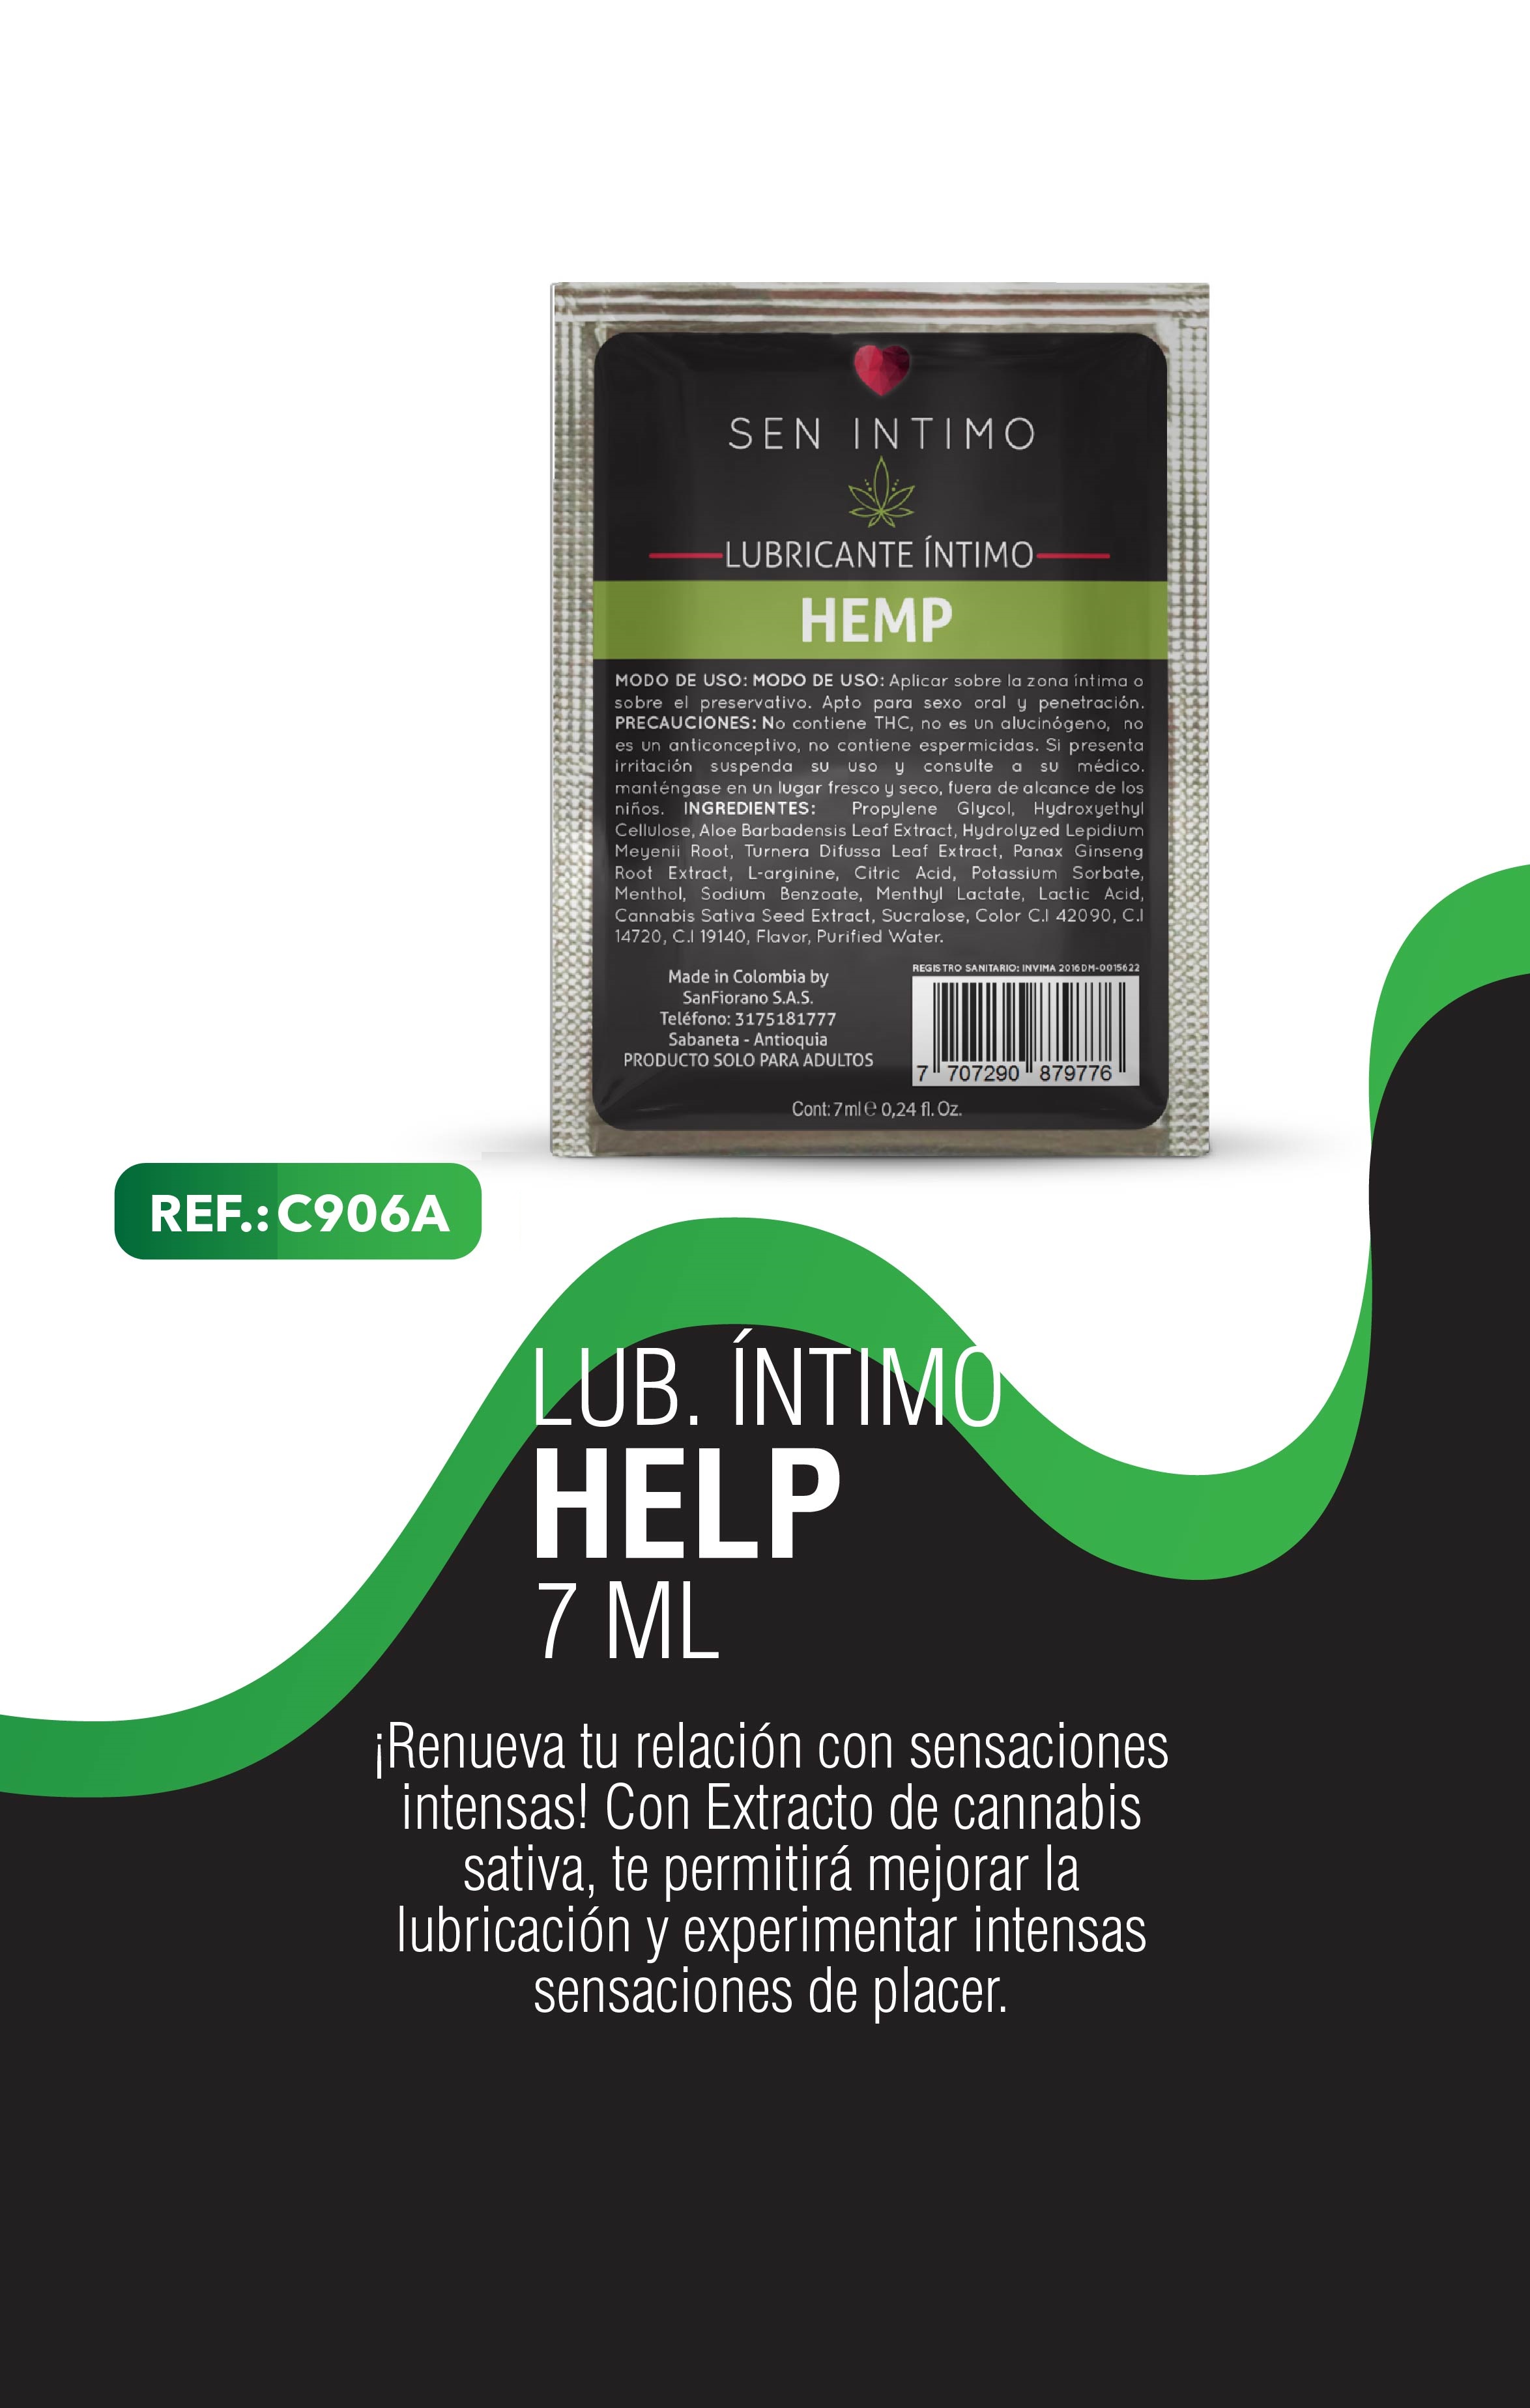 SEN INTIMO
LUBRICANTE ÍNTIMO
HEMP
MODO DE USO: MODO DE USO: Aplicar sobre la zona íntima o
sobre el preservativo. Apto para sexo oral y penetración.
PRECAUCIONES: No contiene THC, no es un alucinógeno, no
es un anticonceptivo, no contiene espermicidas. Si presenta
irritación suspenda su uso y consulte a su médico.
manténgase en un lugar fresco y seco, fuera de alcance de los
niños. INGREDIENTES: Propylene Glycol, Hydroxyethyl
Cellulose, Aloe Barbadensis Leaf Extract, Hydrolyzed Lepidium
Meyenii Root, Turnera Difussa Leaf Extract, Panax Ginseng
Root Extract, L-arginine, Citric Acid, Potassium Sorbate,
Menthol, Sodium Benzoate, Menthyl Lactate, Lactic Acid,
Cannabis Sativa Seed Extract, Sucralose, Color C.I 42090, C.I
14720, C.I 19140, Flavor, Purified Water.
Made in Colombia by
SanFiorano S.A.S.
Teléfono: 3175181777
Sabaneta - Antioquia
PRODUCTO SOLO PARA ADULTOS
REGISTRO SANITARIO: INVIMA 2016DM-0015622
7 707290 879776
Cont: 7 ml ℮ 0,24 fl. Oz.
REF.: C906A
LUB. ÍNTIMO
HELP
7 ML
¡Renueva tu relación con sensaciones
intensas! Con Extracto de cannabis
sativa, te permitirá mejorar la
lubricación y experimentar intensas
sensaciones de placer.